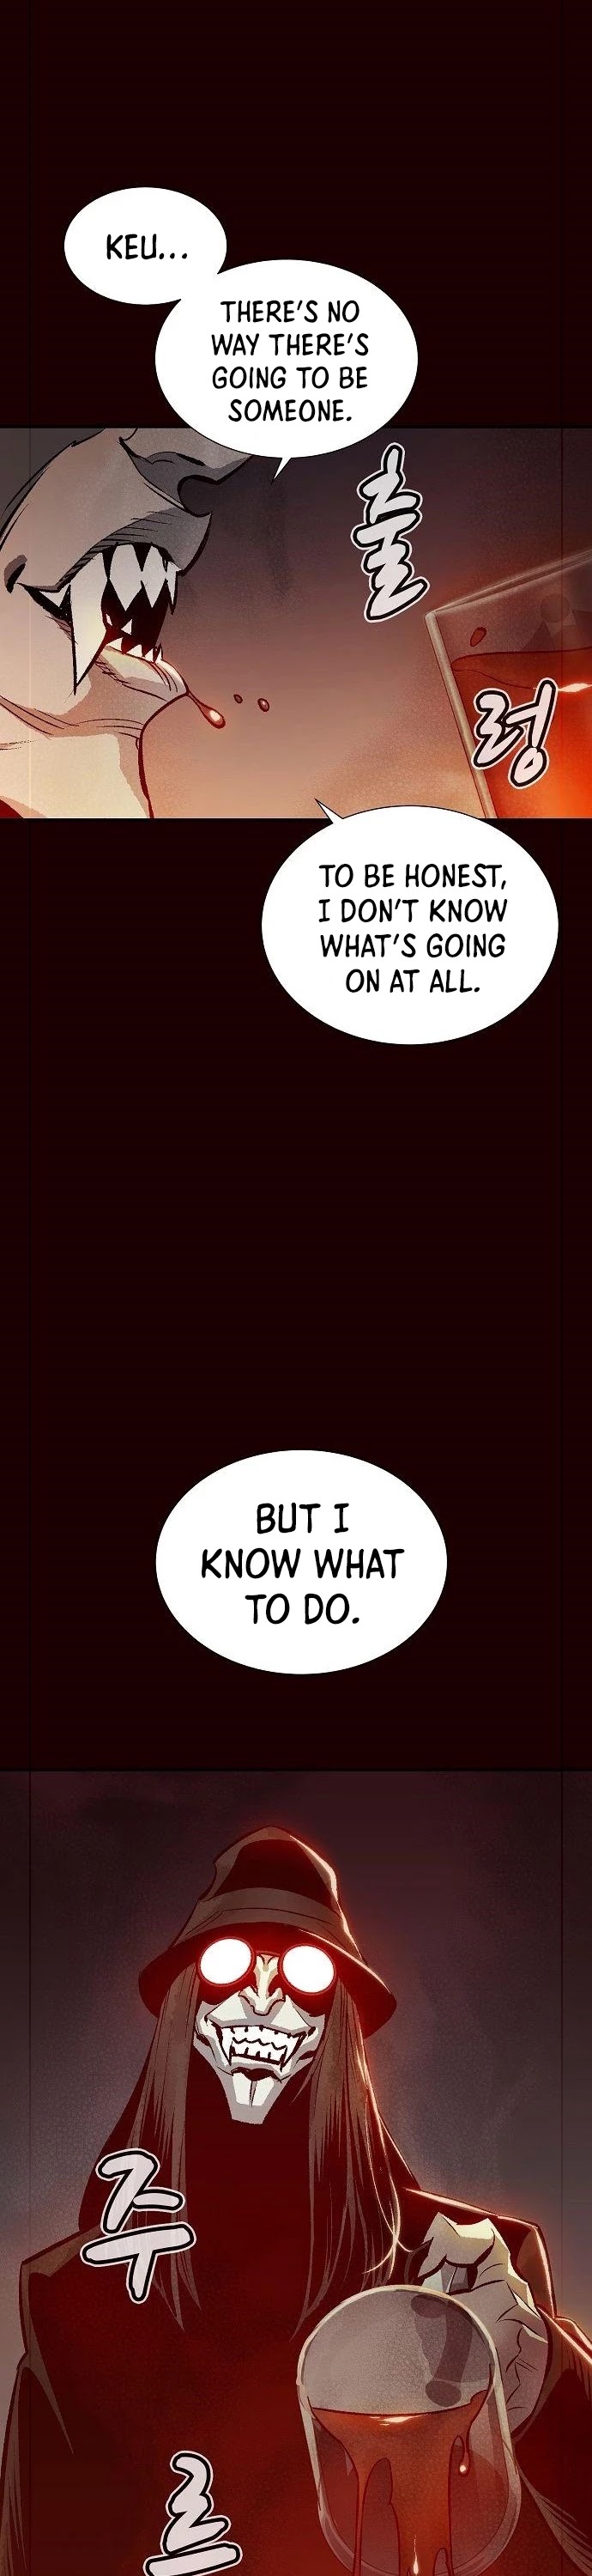 KEU...
THERE'S NO
WAY THERE'S
GOING TO BE
SOMEONE.
출
렁
TO BE HONEST,
I DON'T KNOW
WHAT'S GOING
ON AT ALL.
BUT I
KNOW WHAT
TO DO.
주
르